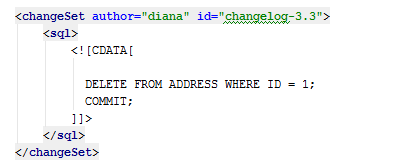 <changeSet author="diana" id="changelog-3.3">
<sql>
<![CDATA[
DELETE FROM ADDRESS WHERE ID = 1;
COMMIT;
]]>
</sql>
</changeSet>